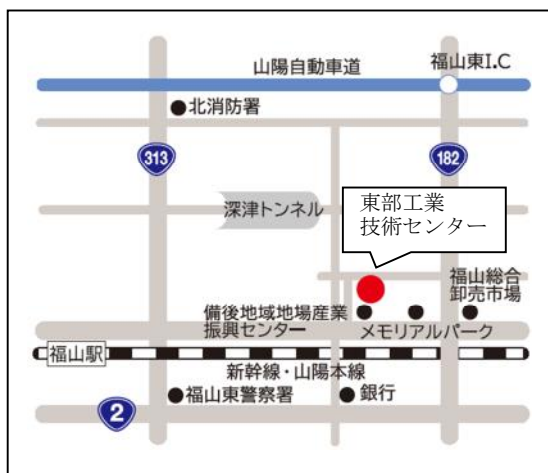 福山東I.C
山陽自動車道
北消防署
313
182
深津トンネル
東部工業
技術センター
福山総合
卸売市場
備後地域地場産業
振興センター
メモリアルパーク
福山駅
新幹線・山陽本線
福山東警察署
銀行
2